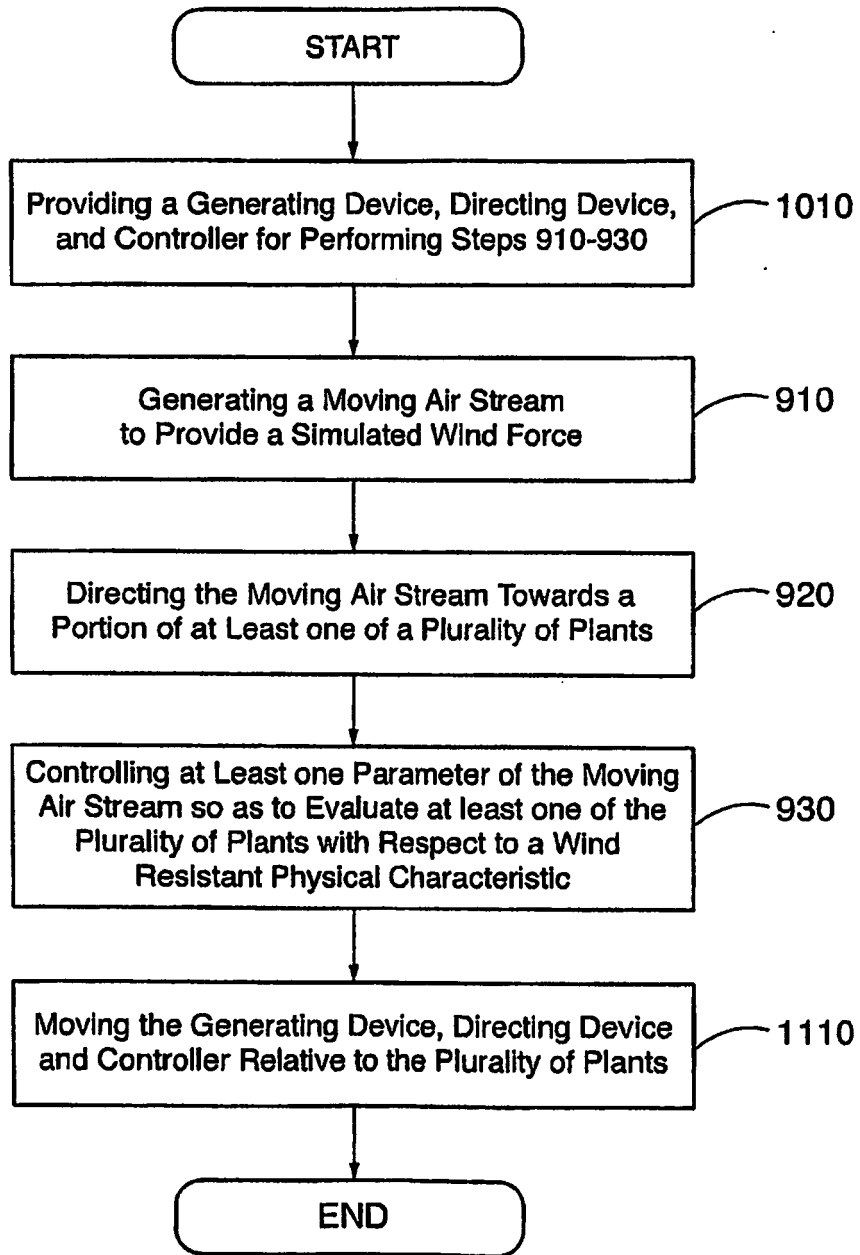 START
Providing a Generating Device, Directing Device,
and Controller for Performing Steps 910-930
1010
Generating a Moving Air Stream
to Provide a Simulated Wind Force
910
Directing the Moving Air Stream Towards a
Portion of at Least one of a Plurality of Plants
920
Controlling at Least one Parameter of the Moving
Air Stream so as to Evaluate at least one of the
Plurality of Plants with Respect to a Wind
Resistant Physical Characteristic
930
Moving the Generating Device, Directing Device
and Controller Relative to the Plurality of Plants
1110
END